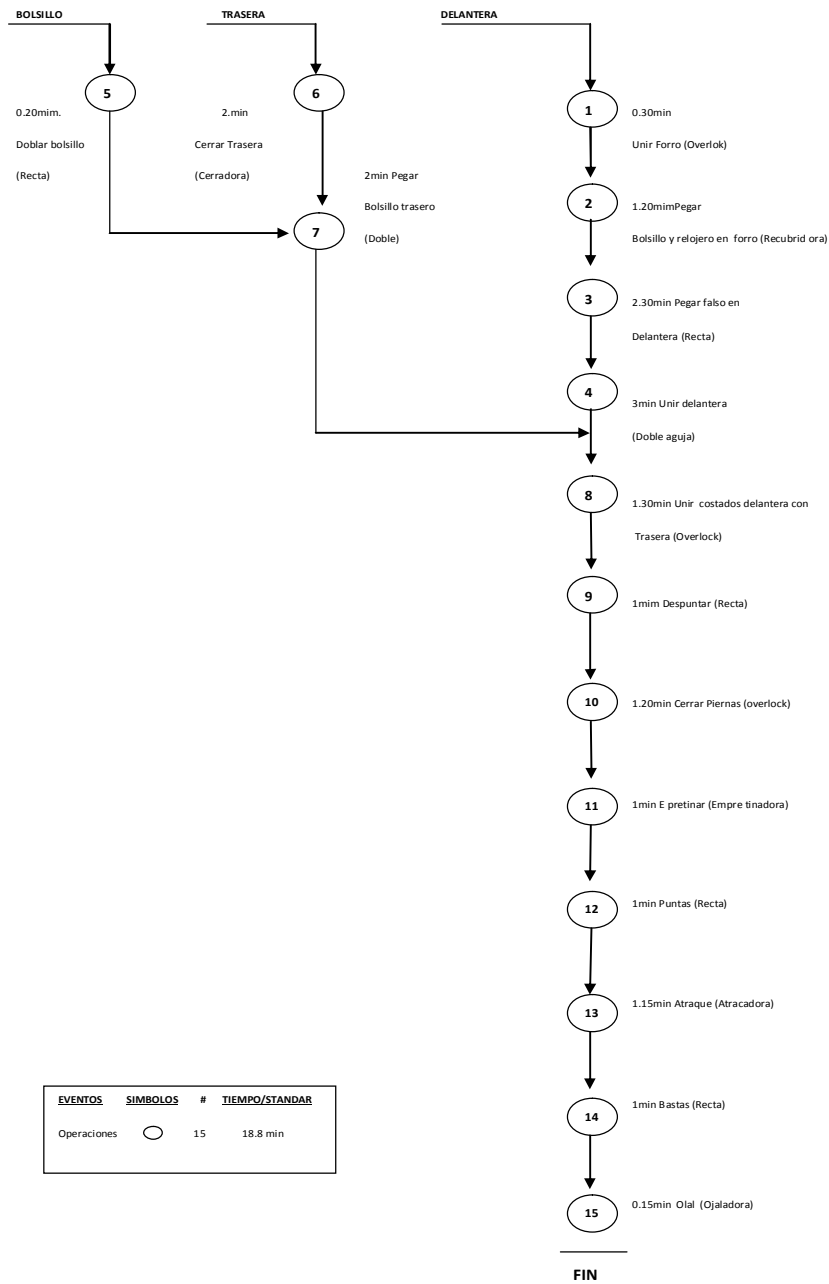 BOLSILLO
TRASERA
DELANTERA
5
0.20mim.
Doblar bolsillo
(Recta)
6
2.min
Cerrar Trasera
(Cerradora)
7
2min Pegar
Bolsillo trasero
(Doble)
1
0.30min
Unir Forro (Overlok)
2
1.20mimPegar
Bolsillo y relojero en forro (Recubrid ora)
3
2.30min Pegar falso en
Delantera (Recta)
4
3min Unir delantera
(Doble aguja)
8
1.30min Unir costados delantera con
Trasera (Overlock)
9
1mim Despuntar (Recta)
10
1.20min Cerrar Piernas (overlock)
11
1min E pretinar (Empre tinadora)
12
1min Puntas (Recta)
13
1.15min Atraque (Atracadora)
14
1min Bastas (Recta)
15
0.15min Olal (Ojaladora)
FIN
EVENTOS SIMBOLOS # TIEMPO/STANDAR
Operaciones 15 18.8 min